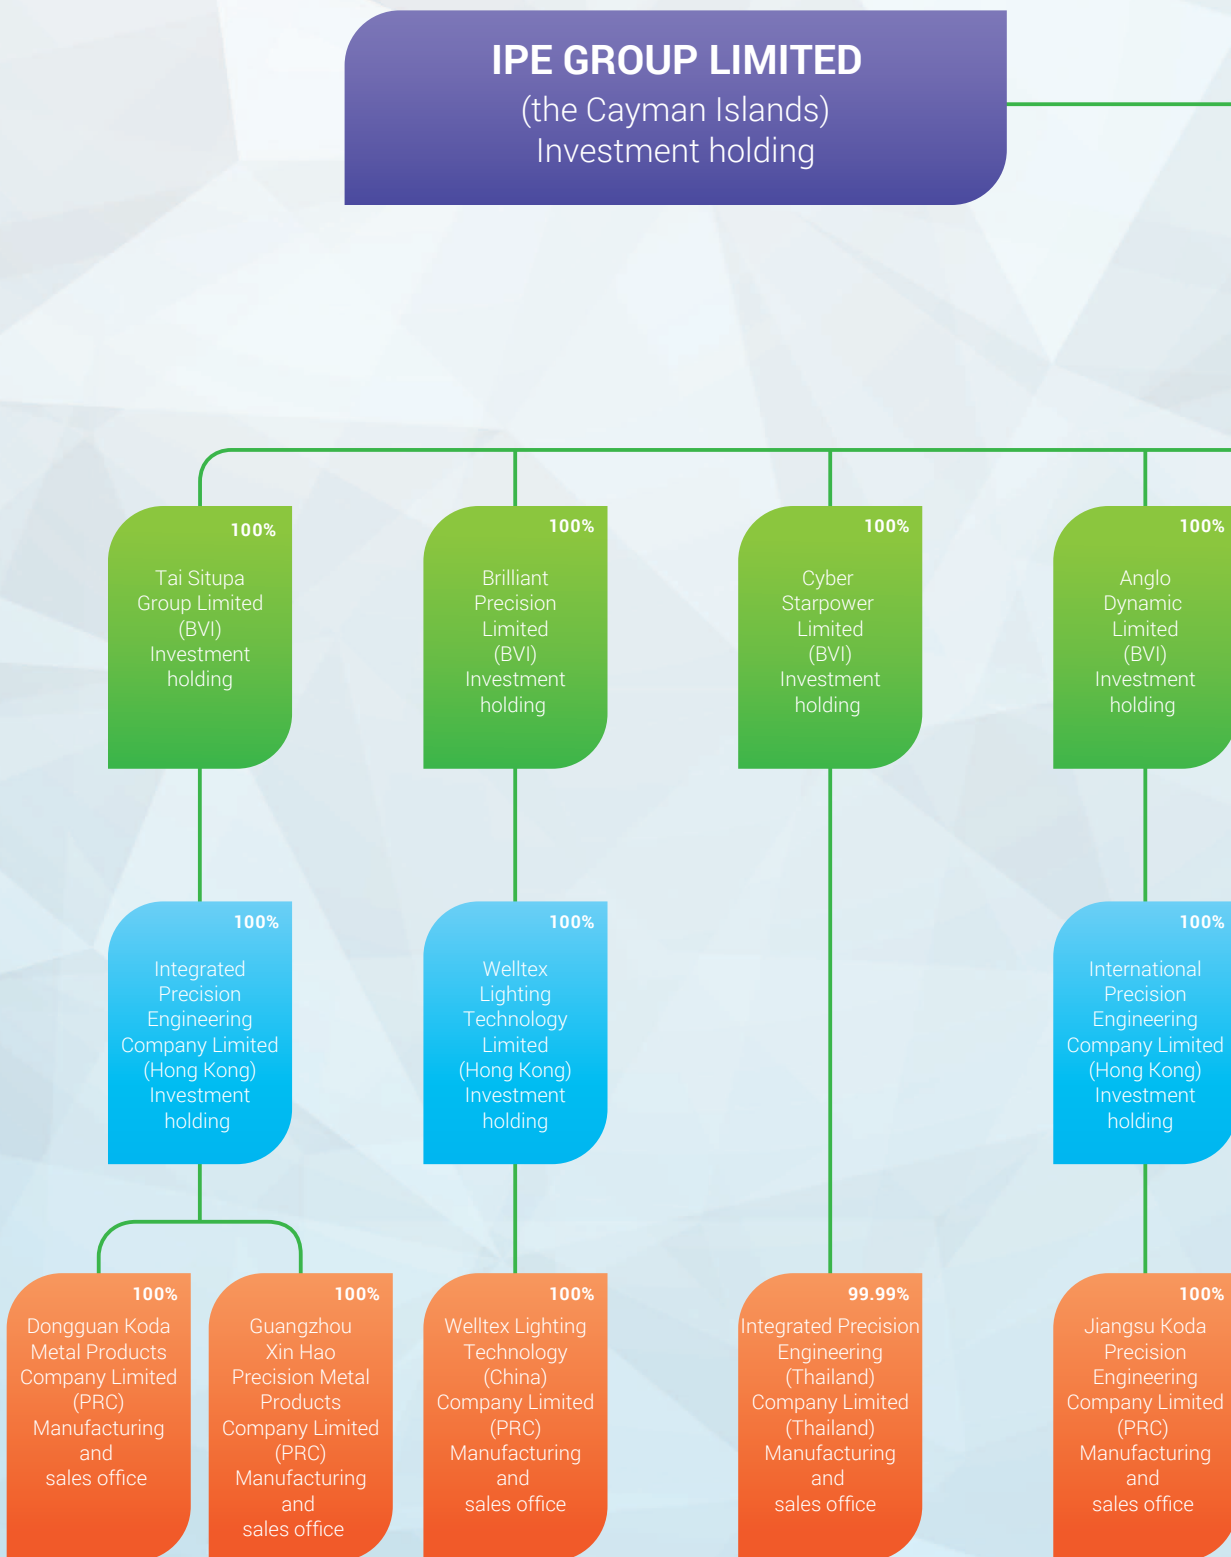 IPE GROUP LIMITED
(the Cayman Islands)
Investment holding
100%
Tai Situpa
Group Limited
(BVI)
Investment
holding
100%
Brilliant
Precision
Limited
(BVI)
Investment
holding
100%
Cyber
Starpower
Limited
(BVI)
Investment
holding
100%
Anglo
Dynamic
Limited
(BVI)
Investment
holding
100%
Integrated
Precision
Engineering
Company Limited
(Hong Kong)
Investment
holding
100%
Welltex
Lighting
Technology
Limited
(Hong Kong)
Investment
holding
100%
International
Precision
Engineering
Company Limited
(Hong Kong)
Investment
holding
100%
Dongguan Koda
Metal Products
Company Limited
(PRC)
Manufacturing
and
sales office
100%
Guangzhou
Xin Hao
Precision Metal
Products
Company Limited
(PRC)
Manufacturing
and
sales office
100%
Welltex Lighting
Technology
(China)
Company Limited
(PRC)
Manufacturing
and
sales office
99.99%
Integrated Precision
Engineering
(Thailand)
Company Limited
(Thailand)
Manufacturing
and
sales office
100%
Jiangsu Koda
Precision
Engineering
Company Limited
(PRC)
Manufacturing
and
sales office